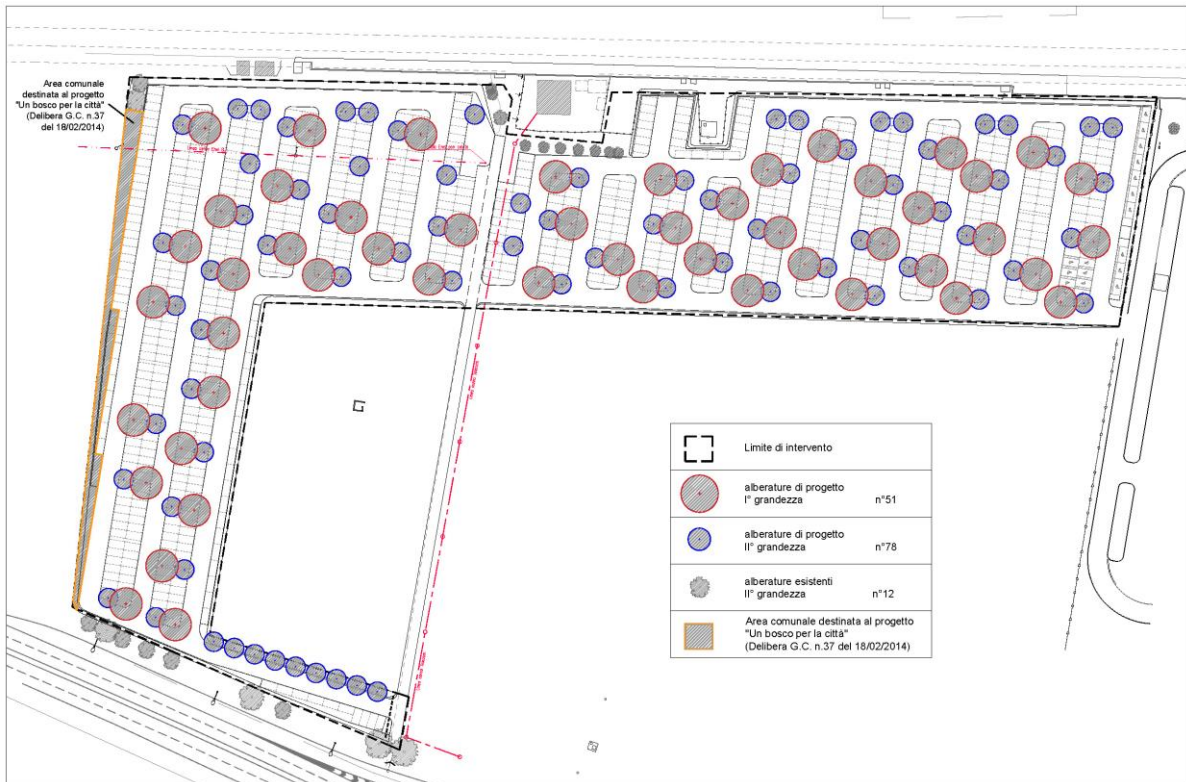 Area comunale
destinata al progetto
"Un bosco per la città"
(Delibera G.C. n.37
del 18/02/2014)
Limite di intervento
alberature di progetto
I° grandezza n°51
alberature di progetto
II° grandezza n°78
alberature esistenti
II° grandezza n°12
Area comunale destinata al progetto
"Un bosco per la città"
(Delibera G.C. n.37 del 18/02/2014)